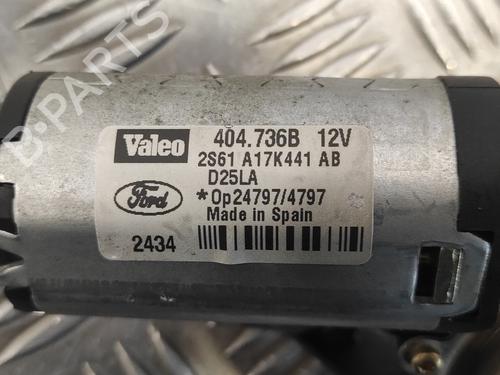 B-PARTS
Valeo 404.736B 12V
2S61 A17K441 AB
D25LA
Ford *Op24797/4797
Made in Spain
2434